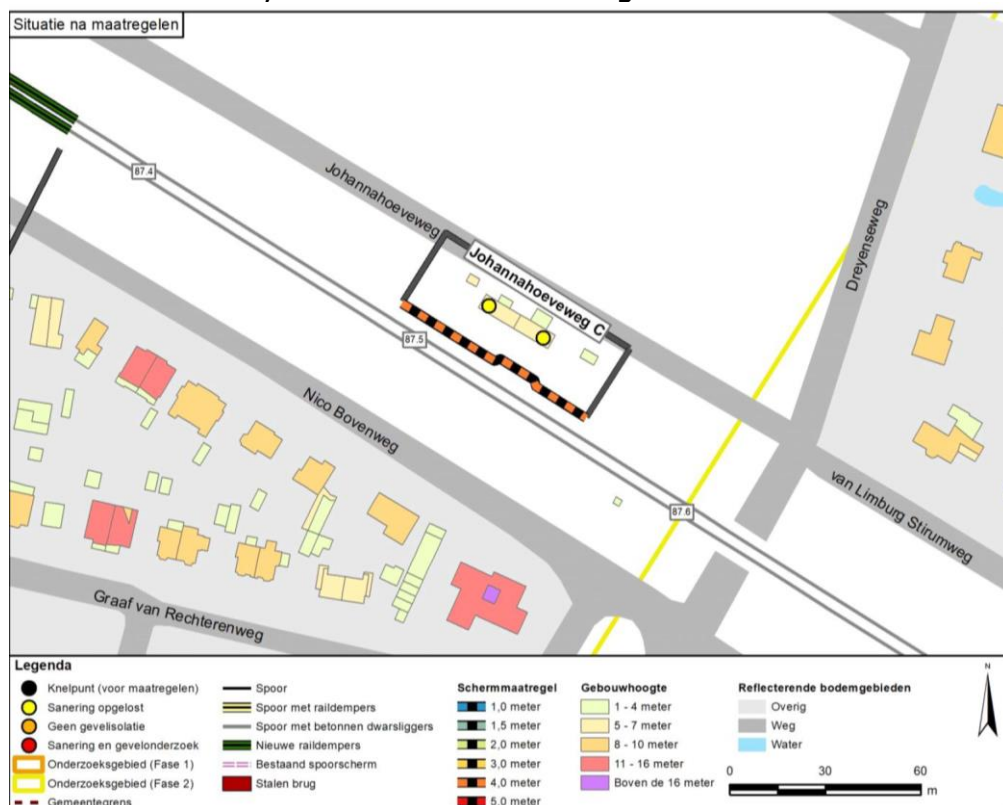 Situatie na maatregelen
Johannahoeveweg
Johannahoeveweg C
87.4
87.5
87.6
Dreyenseweg
Nico Bovenweg
van Limburg Stirumweg
Graaf van Rechterenweg
Legenda
Knelpunt (voor maatregelen)
Sanering opgelost
Geen gevelisolatie
Sanering en gevelonderzoek
Onderzoeksgebied (Fase 1)
Onderzoeksgebied (Fase 2)
Gemeentegrens
Spoor
Spoor met raildempers
Spoor met betonnen dwarsliggers
Nieuwe raildempers
Bestaand spoorscherm
Stalen brug
Schermmaatregel
1,0 meter
1,5 meter
2,0 meter
3,0 meter
4,0 meter
5,0 meter
Gebouwhoogte
1 - 4 meter
5 - 7 meter
8 - 10 meter
11 - 16 meter
Boven de 16 meter
Reflecterende bodemgebieden
Overig
Weg
Water
N
0 30 60
m